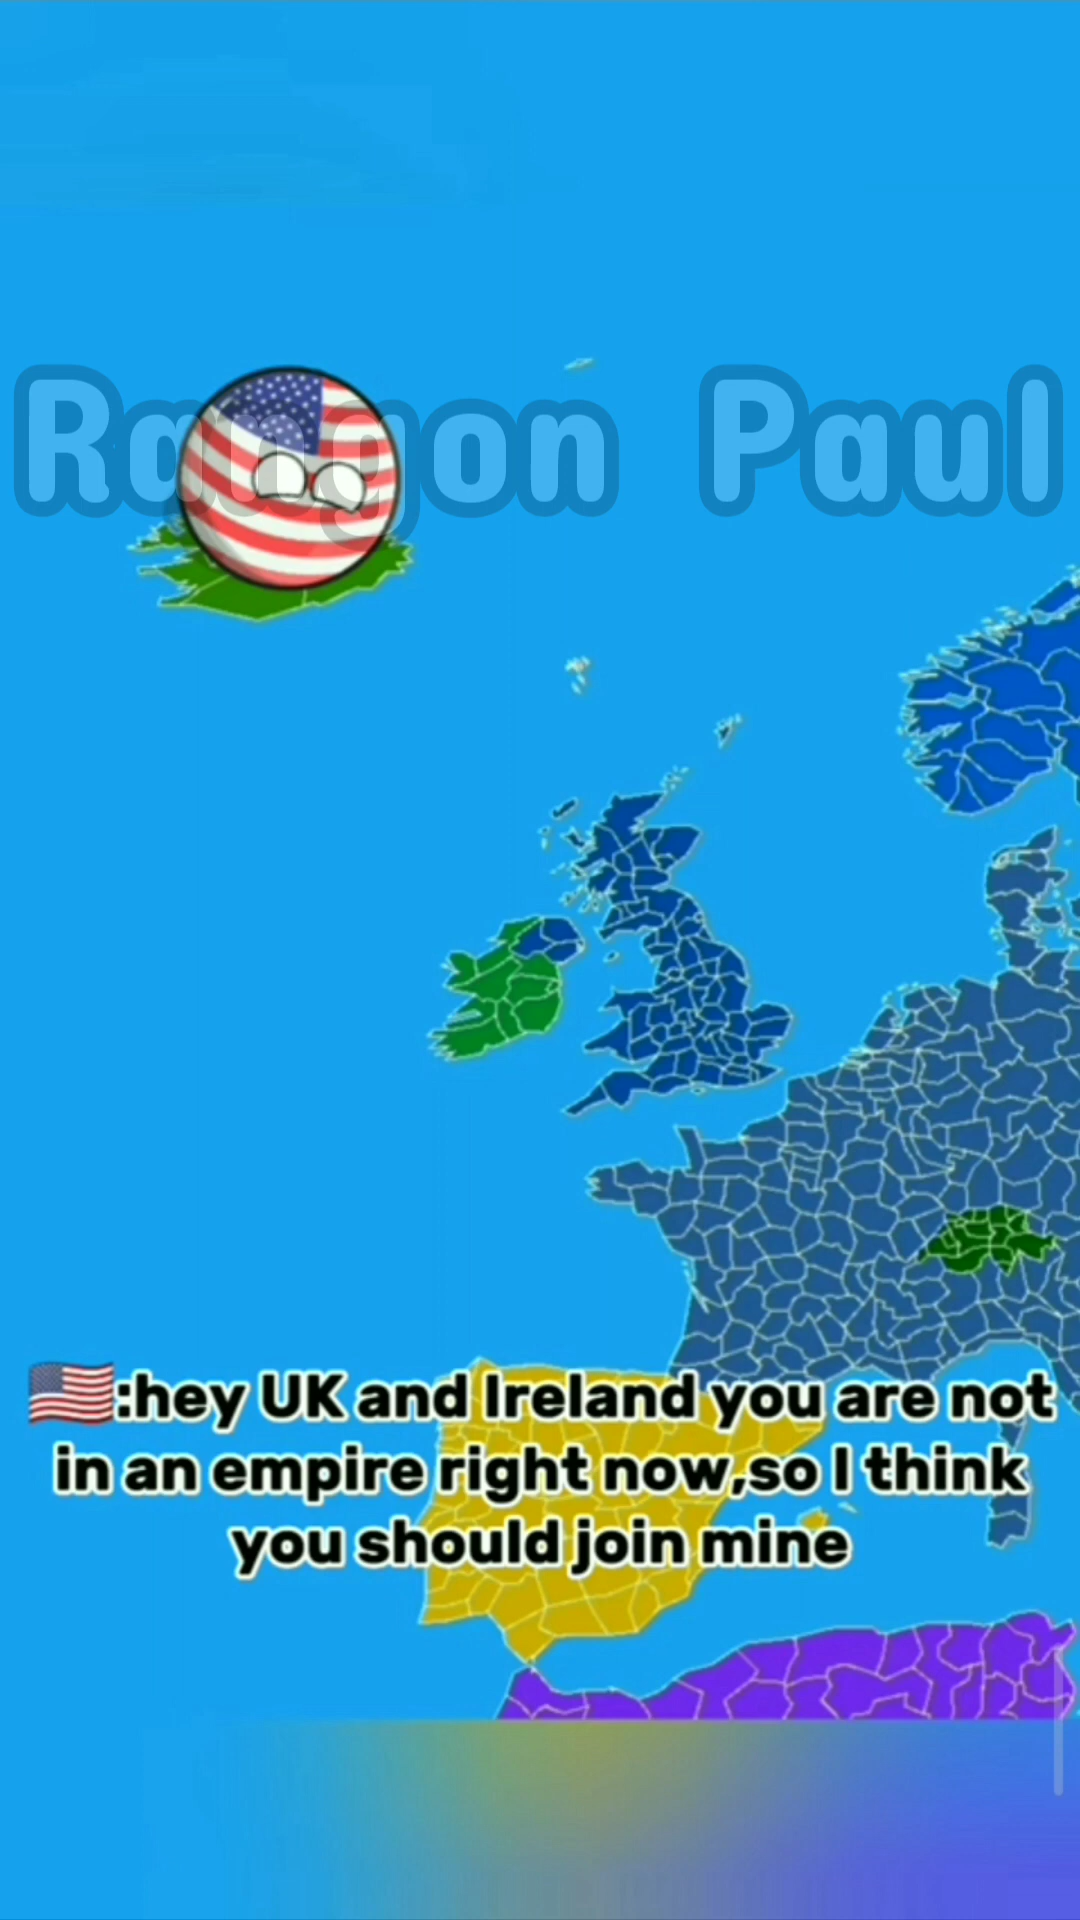 Rangon Paul
🇺🇸:hey UK and Ireland you are not
in an empire right now,so I think
you should join mine